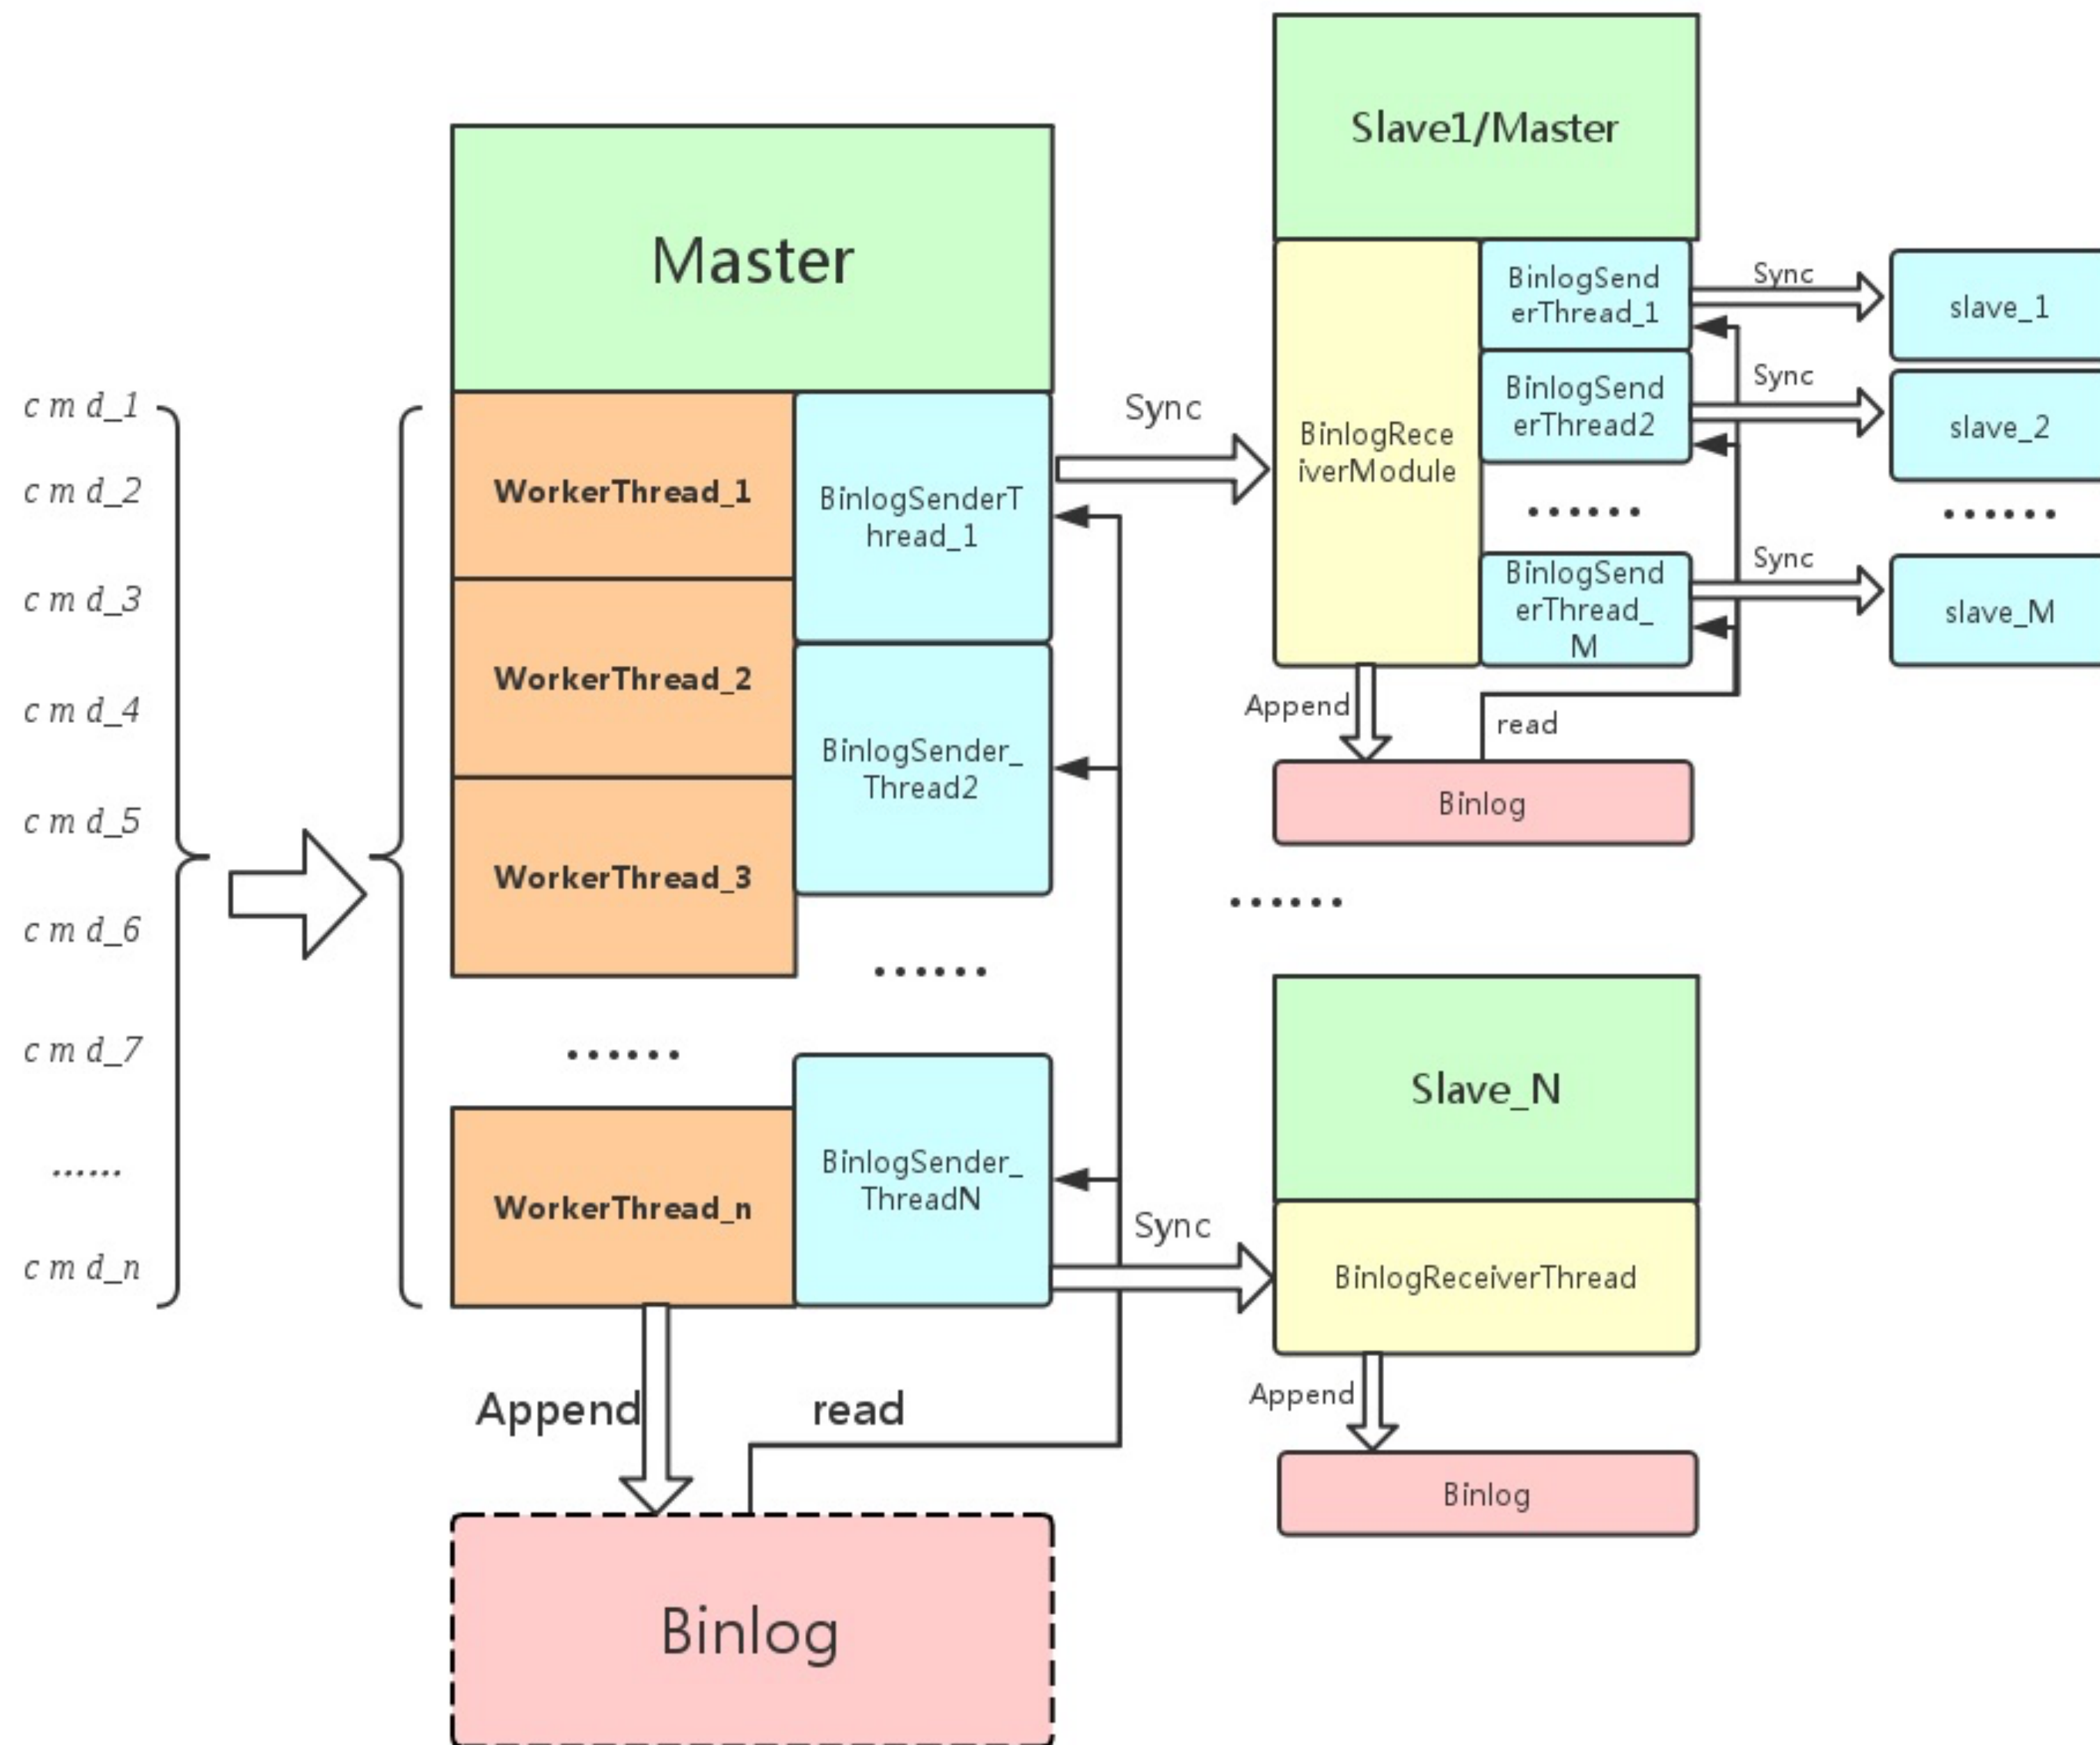 cmd_1
cmd_2
cmd_3
cmd_4
cmd_5
cmd_6
cmd_7
......
cmd_n
Master
WorkerThread_1
WorkerThread_2
WorkerThread_3
......
WorkerThread_n
BinlogSenderT
hread_1
BinlogSender_
Thread2
......
BinlogSender_
ThreadN
Append
read
Binlog
Sync
Sync
Slave1/Master
BinlogRece
iverModule
BinlogSend
erThread_1
BinlogSend
erThread2
......
BinlogSend
erThread_
M
Sync
Sync
Sync
slave_1
slave_2
......
slave_M
Append
read
Binlog
......
Slave_N
BinlogReceiverThread
Append
Binlog